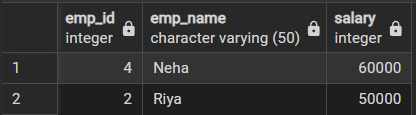 emp_id emp_name salary
integer character varying (50) integer
1 4 Neha 60000
2 2 Riya 50000